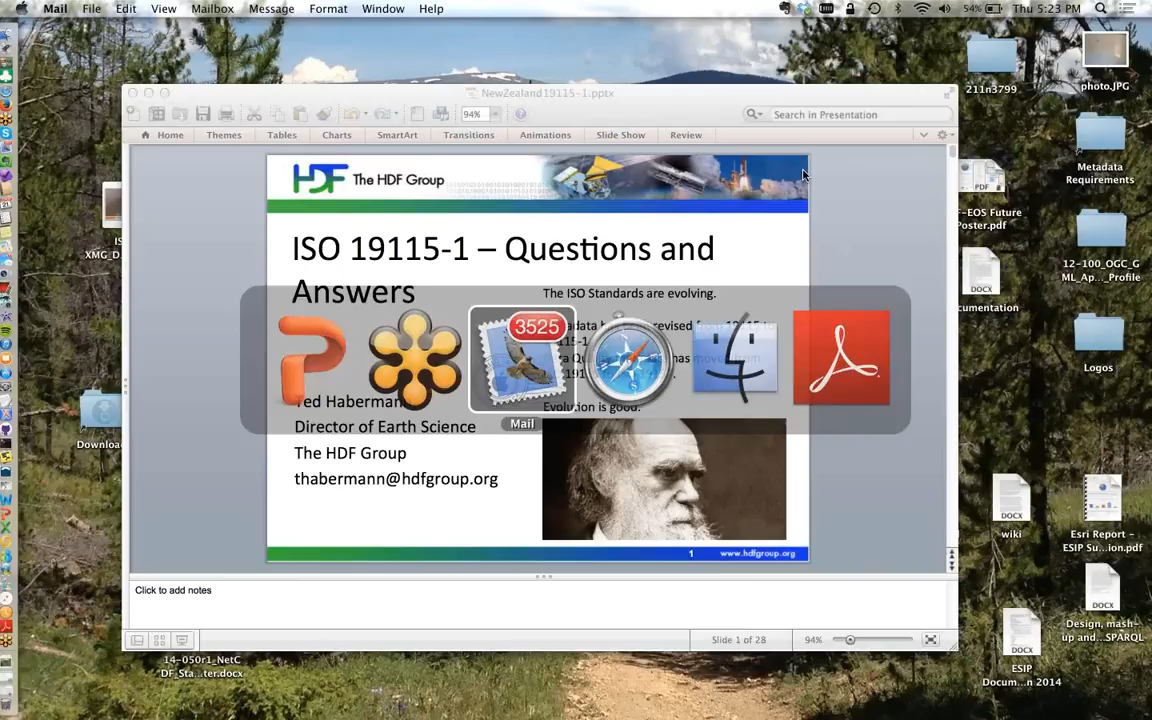 Mail File Edit View Mailbox Message Format Window Help
54% Thu 5:23 PM
NewZealand19115-1.pptx
94%
Search in Presentation
Home Themes Tables Charts SmartArt Transitions Animations Slide Show Review
HDF The HDF Group
ISO 19115-1 – Questions and
Answers
The ISO Standards are evolving.
3525
Evolution is good.
Mail
Director of Earth Science
The HDF Group
thabermann@hdfgroup.org
1 www.hdfgroup.org
Click to add notes
Slide 1 of 28 94%
211n3799
photo.JPG
Metadata
Requirements
PDF
F-EOS Future
Poster.pdf
12-100_OGC_G
ML_Ap..._Profile
DOCX
cumentation
Logos
Downloa
DOCX
wiki
Esri Report -
ESIP Su...ion.pdf
DOCX
Design, mash-
up and...SPARQL
DOCX
ESIP
Docum...n 2014
14-050r1_NetC
DF_Sta...ter.docx